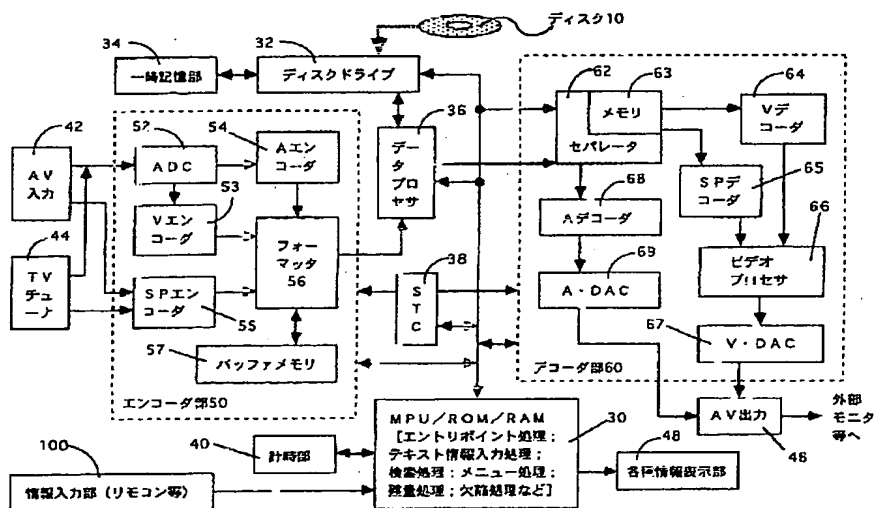 ディスク10
34
32
一時記憶部
ディスクドライブ
62
63
64
42
52
54
36
メモリ
Vデ
コーダ
AV
入力
ADC
Aエン
コーダ
データ
プロセサ
セパレータ
65
68
SPデ
コーダ
53
Vエン
コーダ
44
フォー
マッタ
56
Aデコーダ
66
TV
チューナ
38
69
ビデオ
プロセサ
SPエン
コーダ
STC
A・DAC
55
67
57
V・DAC
バッファメモリ
デコーダ部60
エンコーダ部50
MPU/ROM/RAM
[エントリポイント処理;
テキスト情報入力処理;
検索処理;メニュー処理;
残量処理;欠陥処理など]
30
AV出力
外部
モニタ
等へ
40
計時部
48
46
100
各種情報表示部
情報入力部(リモコン等)